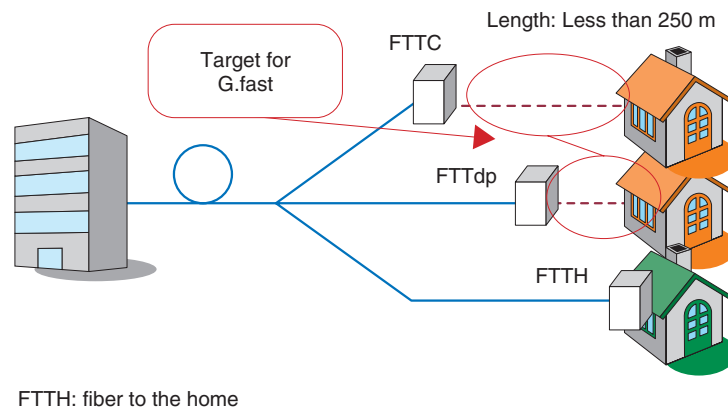 Length: Less than 250 m
FTTC
Target for
G.fast
FTTdp
FTTH
FTTH: fiber to the home